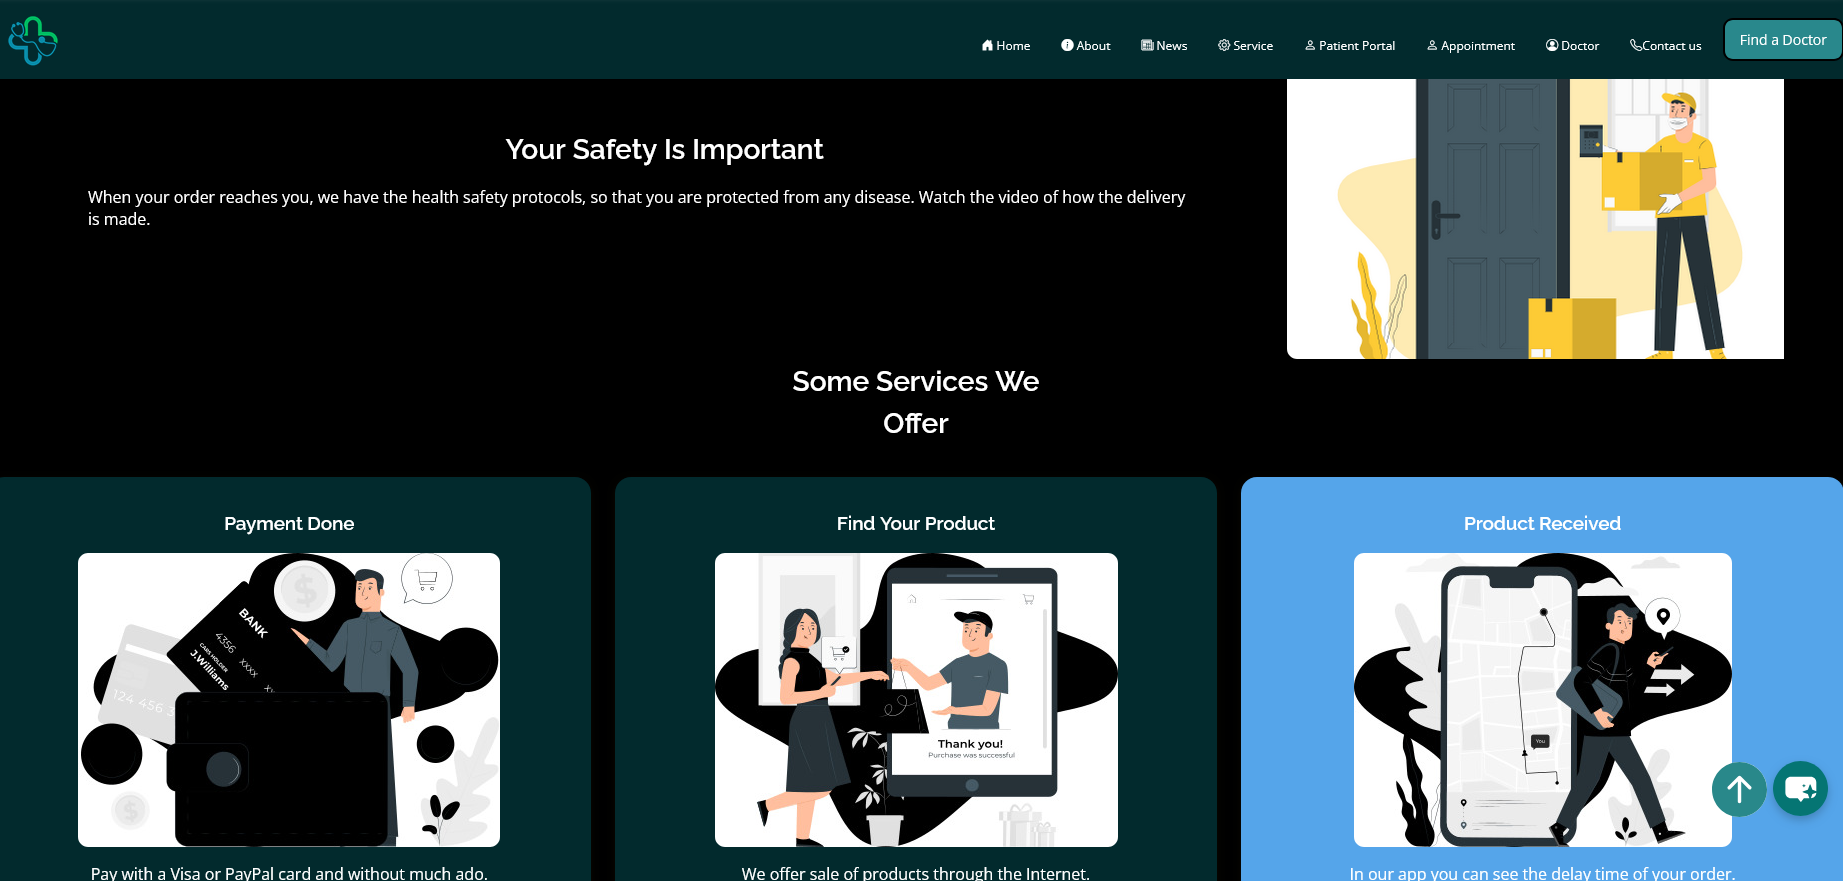 Home
About
News
Service
Patient Portal
Appointment
Doctor
Contact us
Find a Doctor
Your Safety Is Important
When your order reaches you, we have the health safety protocols, so that you are protected from any disease. Watch the video of how the delivery
is made.
Some Services We
Offer
Payment Done
BANK
4356 XXXX
CARD HOLDER
J.Williams
124 456
Pay with a Visa or PayPal card and without much ado.
Find Your Product
Thank you!
Purchase was successful
We offer sale of products through the Internet.
Product Received
You
In our app you can see the delay time of your order.